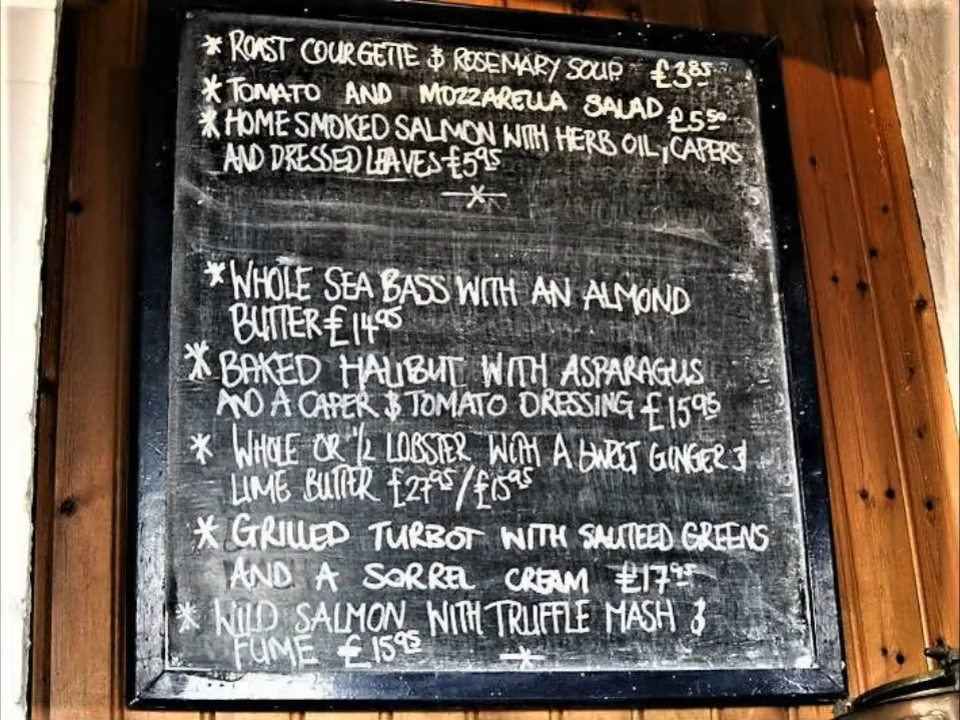 * ROAST COURGETTE & ROSEMARY SOUP £3.85
* TOMATO AND MOZZARELLA SALAD £5.50
* HOME SMOKED SALMON WITH HERB OIL, CAPERS
AND DRESSED LEAVES £5.95
* WHOLE SEA BASS WITH AN ALMOND
BUTTER £14.95
* BAKED HALIBUT WITH ASPARAGUS
AND A CAPER & TOMATO DRESSING £15.95
* WHOLE OR 1/2 LOBSTER WITH A SWEET GINGER &
LIME BUTTER £27.95/£15.95
* GRILLED TURBOT WITH SAUTEED GREENS
AND A SORREL CREAM £17.95
* WILD SALMON WITH TRUFFLE MASH &
FUME £15.95